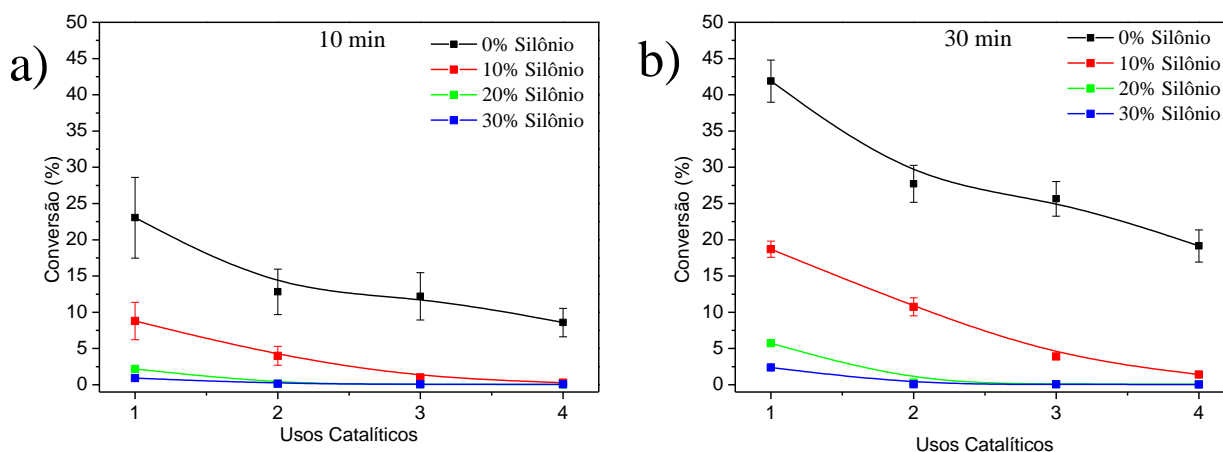 a)
10 min
0% Silônio
10% Silônio
20% Silônio
30% Silônio
50
45
40
35
30
25
20
15
10
5
0
Conversão (%)
1 2 3 4
Usos Catalíticos
b)
30 min
0% Silônio
10% Silônio
20% Silônio
30% Silônio
50
45
40
35
30
25
20
15
10
5
0
Conversão (%)
1 2 3 4
Usos Catalíticos